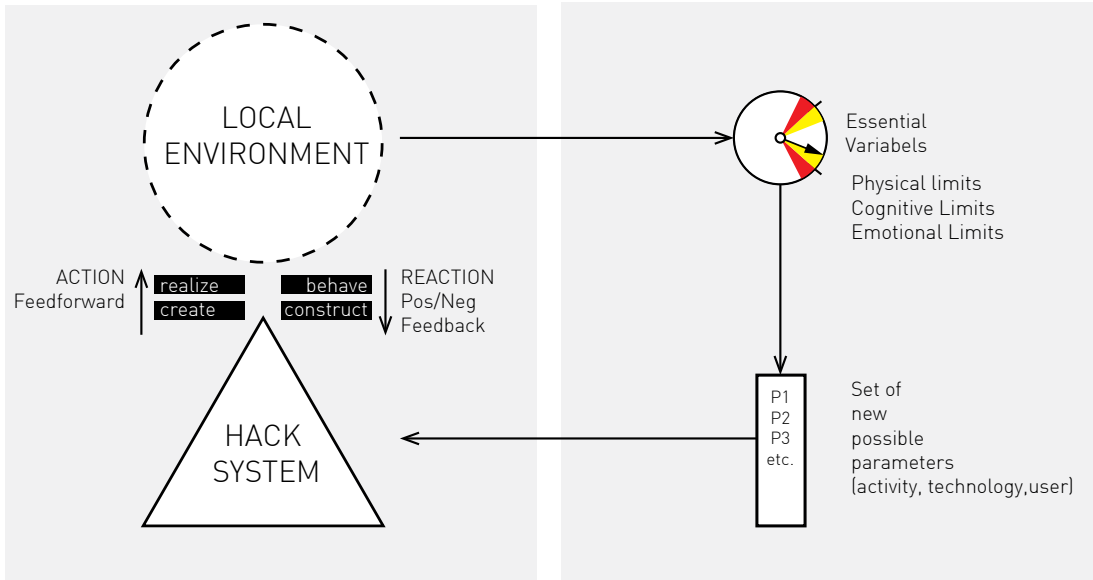 LOCAL
ENVIRONMENT
ACTION
Feedforward
realize
create
behave
construct
REACTION
Pos/Neg
Feedback
HACK
SYSTEM
Essential
Variabels
Physical limits
Cognitive Limits
Emotional Limits
P1
P2
P3
etc.
Set of
new
possible
parameters
(activity, technology,user)